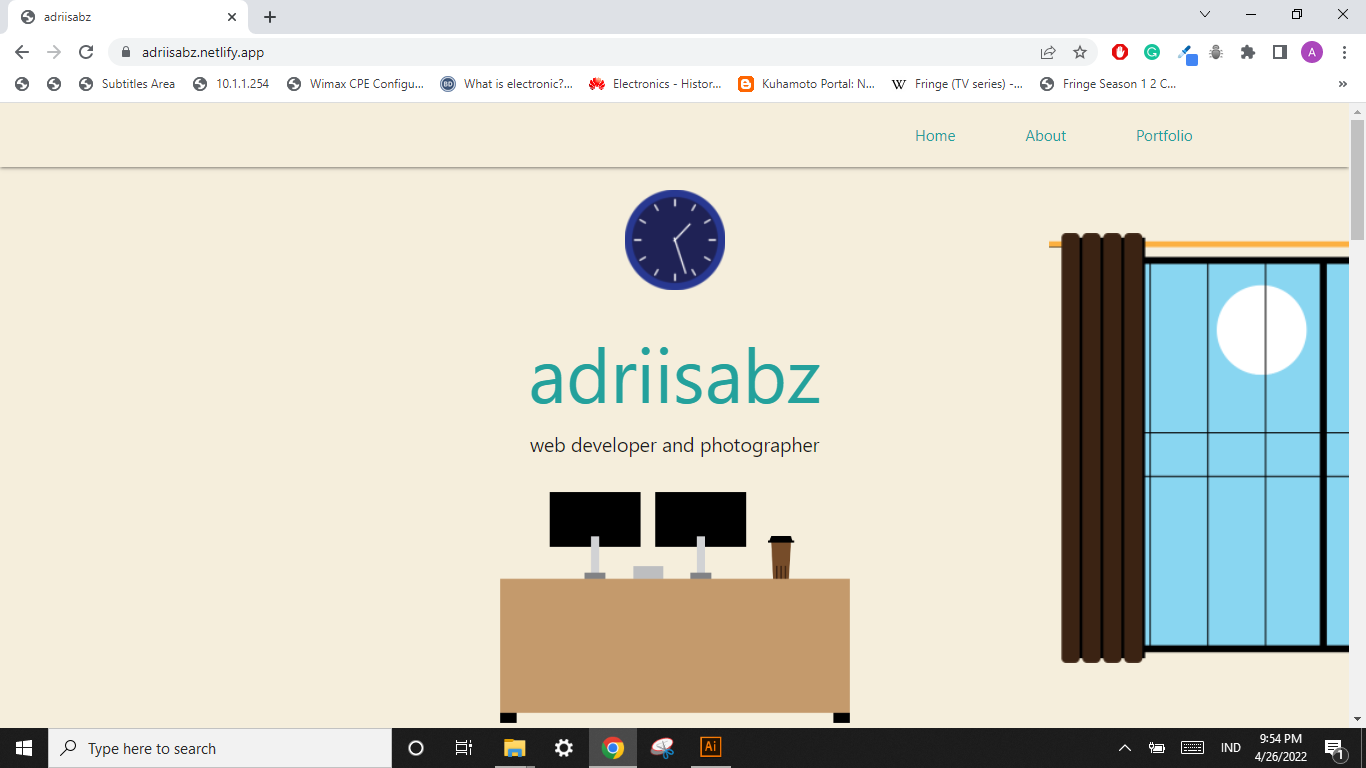 adriisabz
adriisabz.netlify.app
A
Subtitles Area
10.1.1.254
Wimax CPE Configu...
BD
What is electronic?...
Electronics - Histor...
Kuhamoto Portal: N...
W
Fringe (TV series) -...
Fringe Season 1 2 C...
»
Home
About
Portfolio
adriisabz
web developer and photographer
Type here to search
Ai
IND
9:54 PM
4/26/2022
1